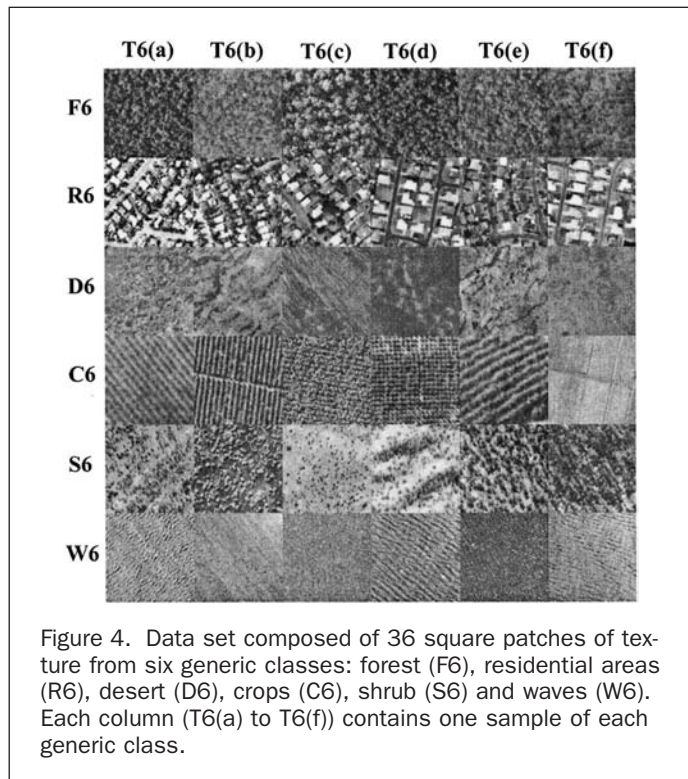 T6(a) T6(b) T6(c) T6(d) T6(e) T6(f)
F6
R6
D6
C6
S6
W6
Figure 4. Data set composed of 36 square patches of tex-
ture from six generic classes: forest (F6), residential areas
(R6), desert (D6), crops (C6), shrub (S6) and waves (W6).
Each column (T6(a) to T6(f)) contains one sample of each
generic class.